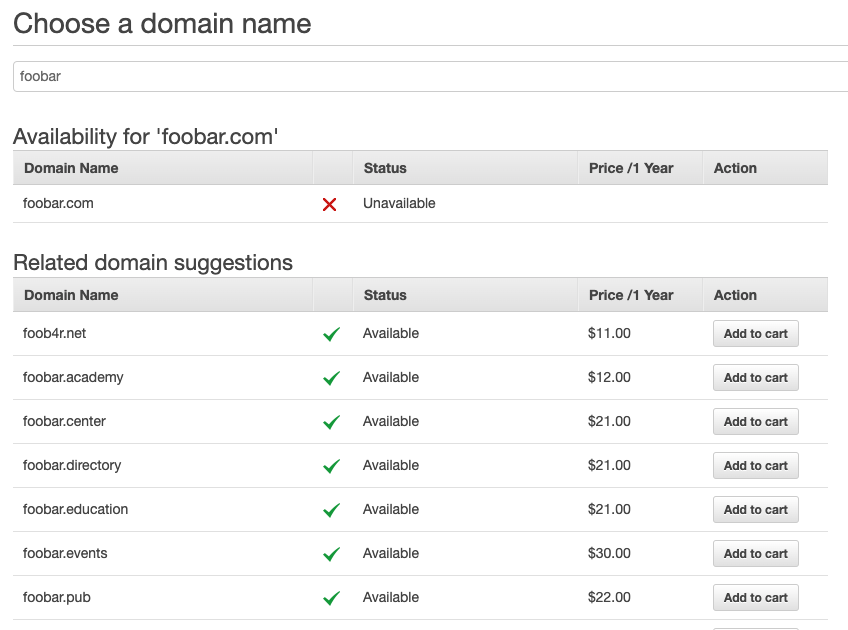 Choose a domain name
foobar
Availability for 'foobar.com'
Domain Name Status Price /1 Year Action
foobar.com Unavailable
Related domain suggestions
Domain Name Status Price /1 Year Action
foob4r.net Available $11.00 Add to cart
foobar.academy Available $12.00 Add to cart
foobar.center Available $21.00 Add to cart
foobar.directory Available $21.00 Add to cart
foobar.education Available $21.00 Add to cart
foobar.events Available $30.00 Add to cart
foobar.pub Available $22.00 Add to cart